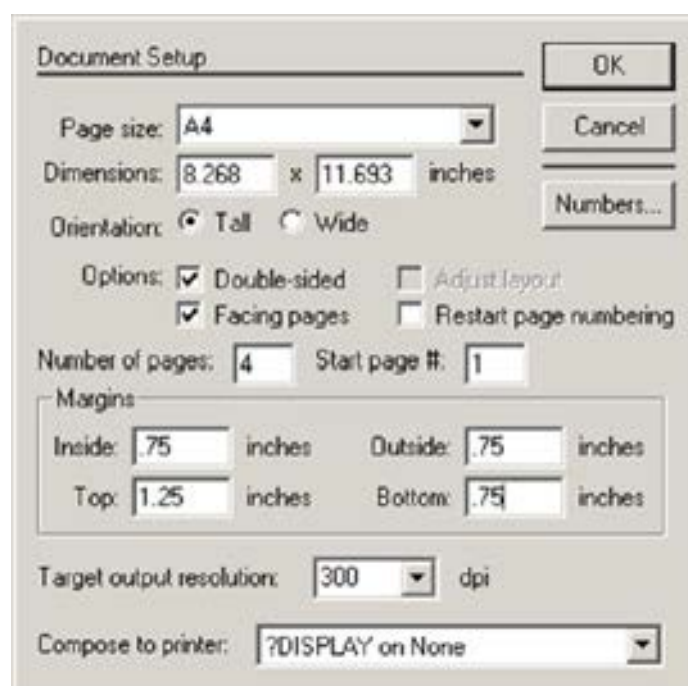 Document Setup
OK
Page size: A4
Cancel
Dimensions: 8.268 x 11.693 inches
Numbers...
Orientation: Tall Wide
Options: Double-sided Adjust layout
Facing pages Restart page numbering
Number of pages: 4 Start page #: 1
Margins
Inside: .75 inches Outside: .75 inches
Top: 1.25 inches Bottom: .75 inches
Target output resolution: 300 dpi
Compose to printer: ?DISPLAY on None